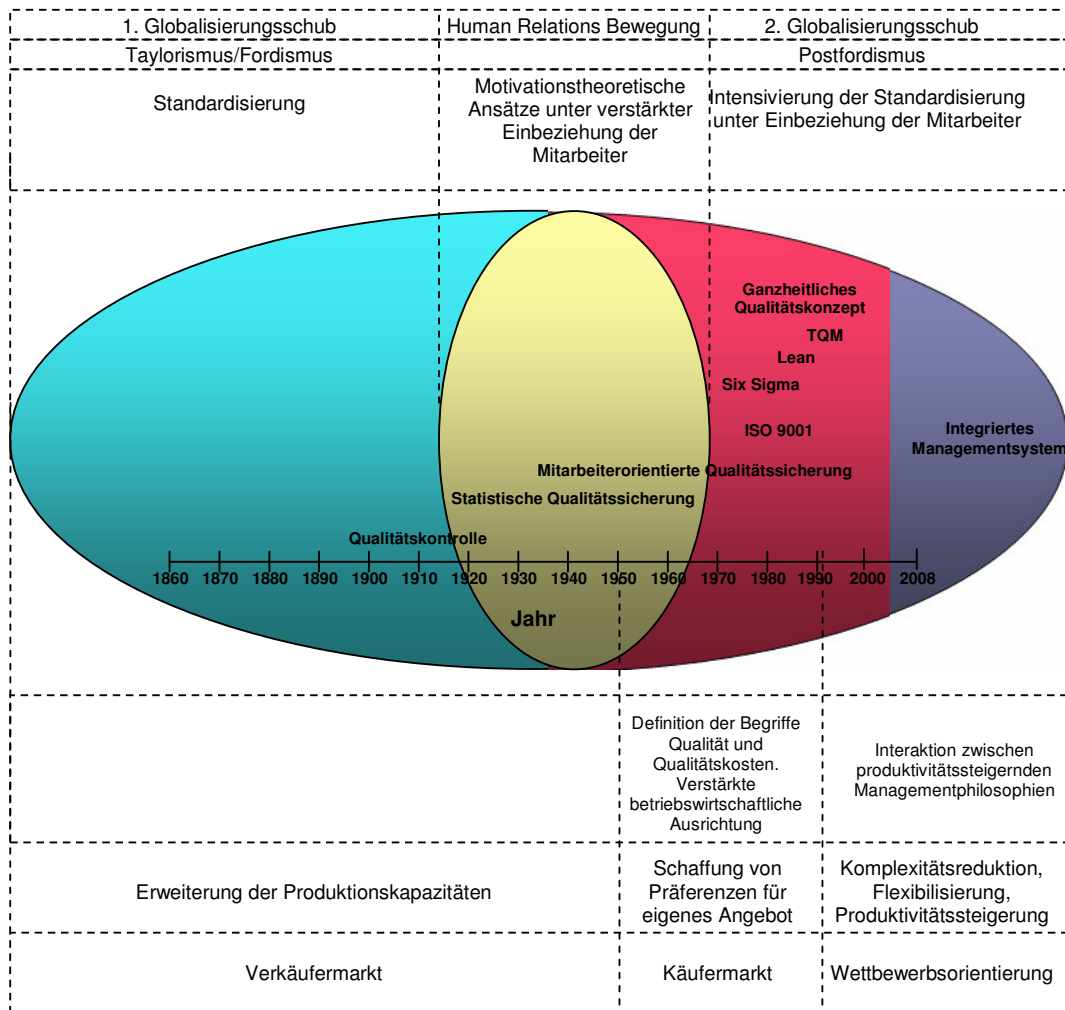 1. Globalisierungsschub
Human Relations Bewegung
2. Globalisierungsschub
Taylorismus/Fordismus
Postfordismus
Standardisierung
Motivationstheoretische
Ansätze unter verstärkter
Einbeziehung der
Mitarbeiter
Intensivierung der Standardisierung
unter Einbeziehung der Mitarbeiter
Ganzheitliches
Qualitätskonzept
TQM
Lean
Six Sigma
ISO 9001
Integriertes
Managementsystem
Mitarbeiterorientierte Qualitätssicherung
Statistische Qualitätssicherung
Qualitätskontrolle
1860 1870 1880 1890 1900 1910 1920 1930 1940 1950 1960 1970 1980 1990 2000 2008
Jahr
Definition der Begriffe
Qualität und
Qualitätskosten.
Verstärkte
betriebswirtschaftliche
Ausrichtung
Interaktion zwischen
produktivitätssteigernden
Managementphilosophien
Erweiterung der Produktionskapazitäten
Schaffung von
Präferenzen für
eigenes Angebot
Komplexitätsreduktion,
Flexibilisierung,
Produktivitätssteigerung
Verkäufermarkt
Käufermarkt
Wettbewerbsorientierung